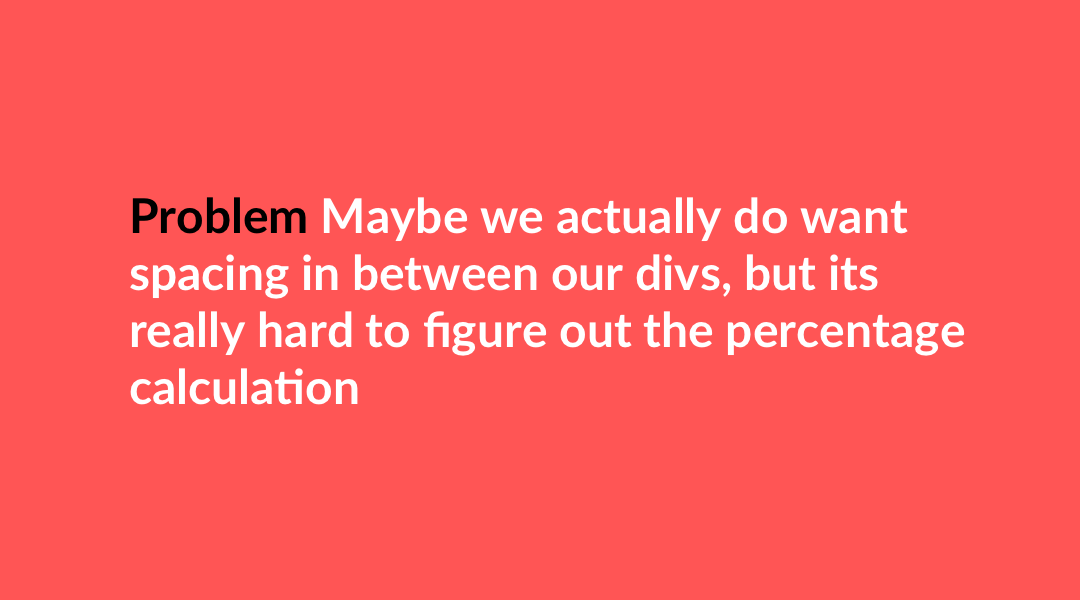 Problem Maybe we actually do want
spacing in between our divs, but its
really hard to figure out the percentage
calculation